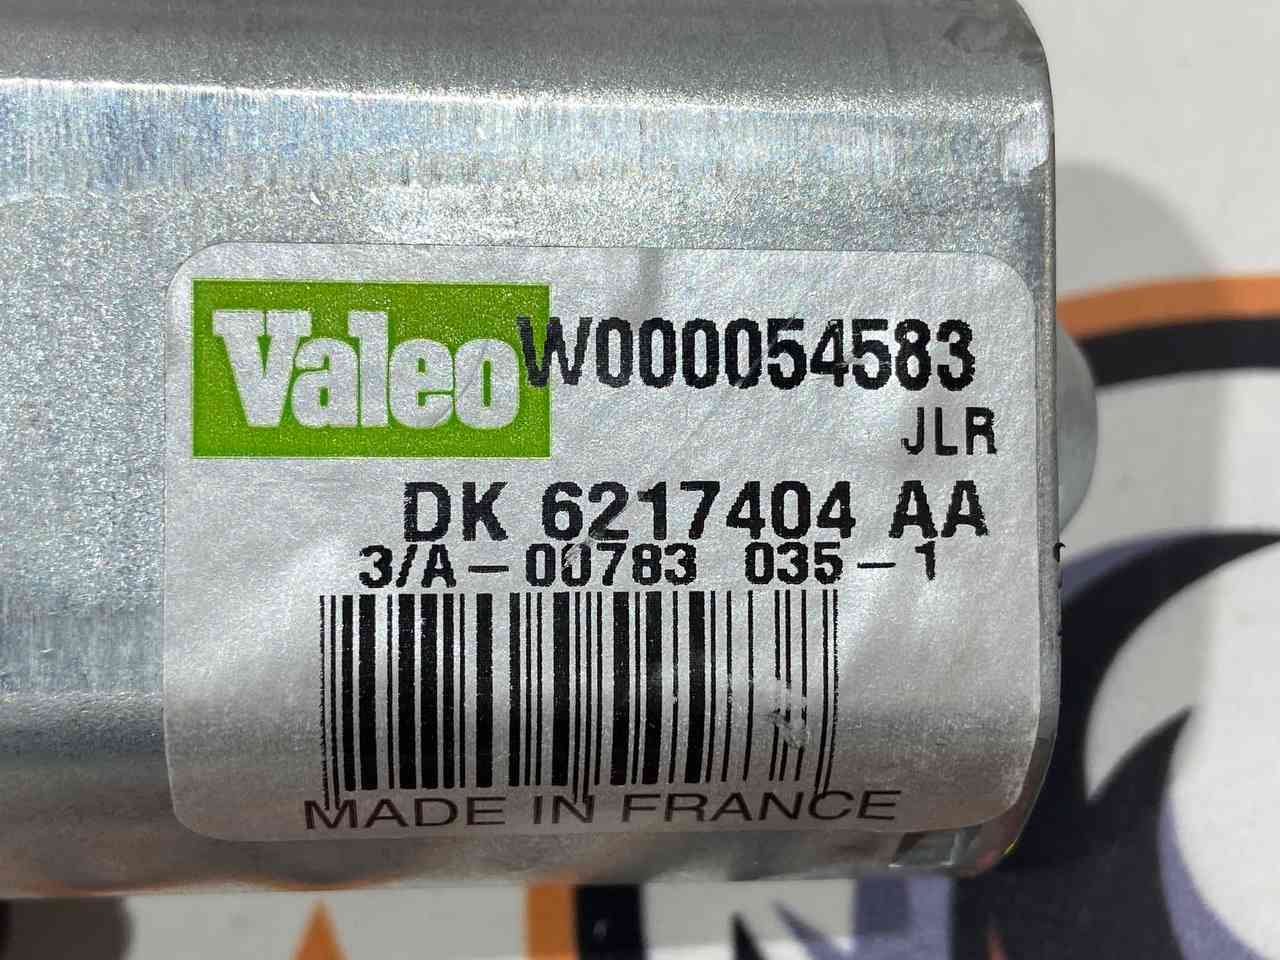 Valeo W000054583
JLR
DK 6217404 AA
3/A-00783 035-1
MADE IN FRANCE